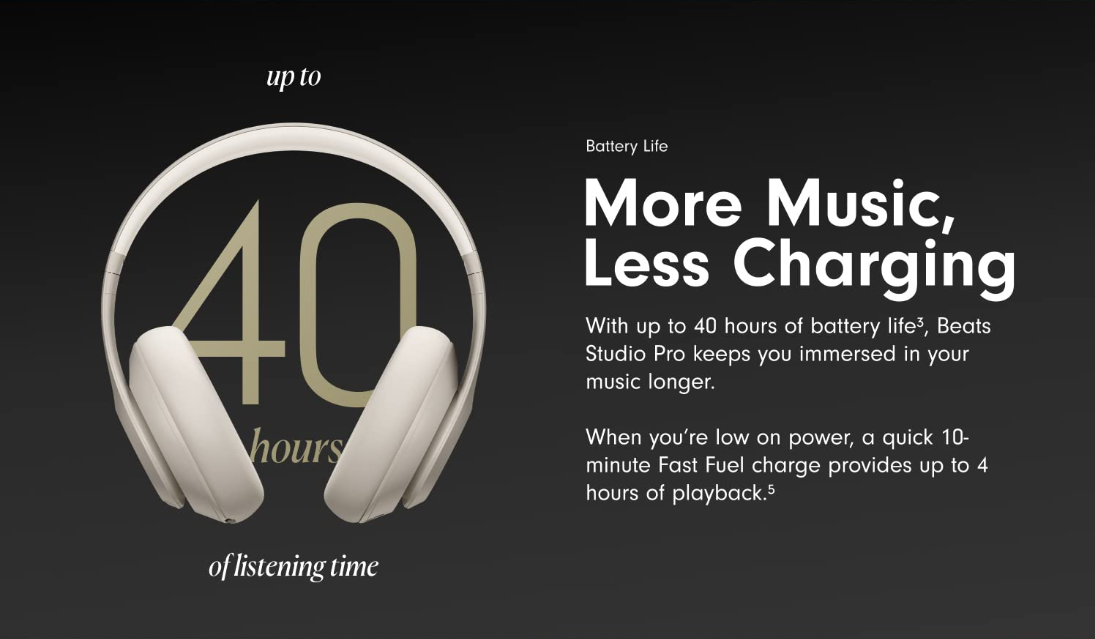 up to
40
hours
of listening time
Battery Life
More Music,
Less Charging
With up to 40 hours of battery life³, Beats
Studio Pro keeps you immersed in your
music longer.
When you’re low on power, a quick 10-
minute Fast Fuel charge provides up to 4
hours of playback.⁵